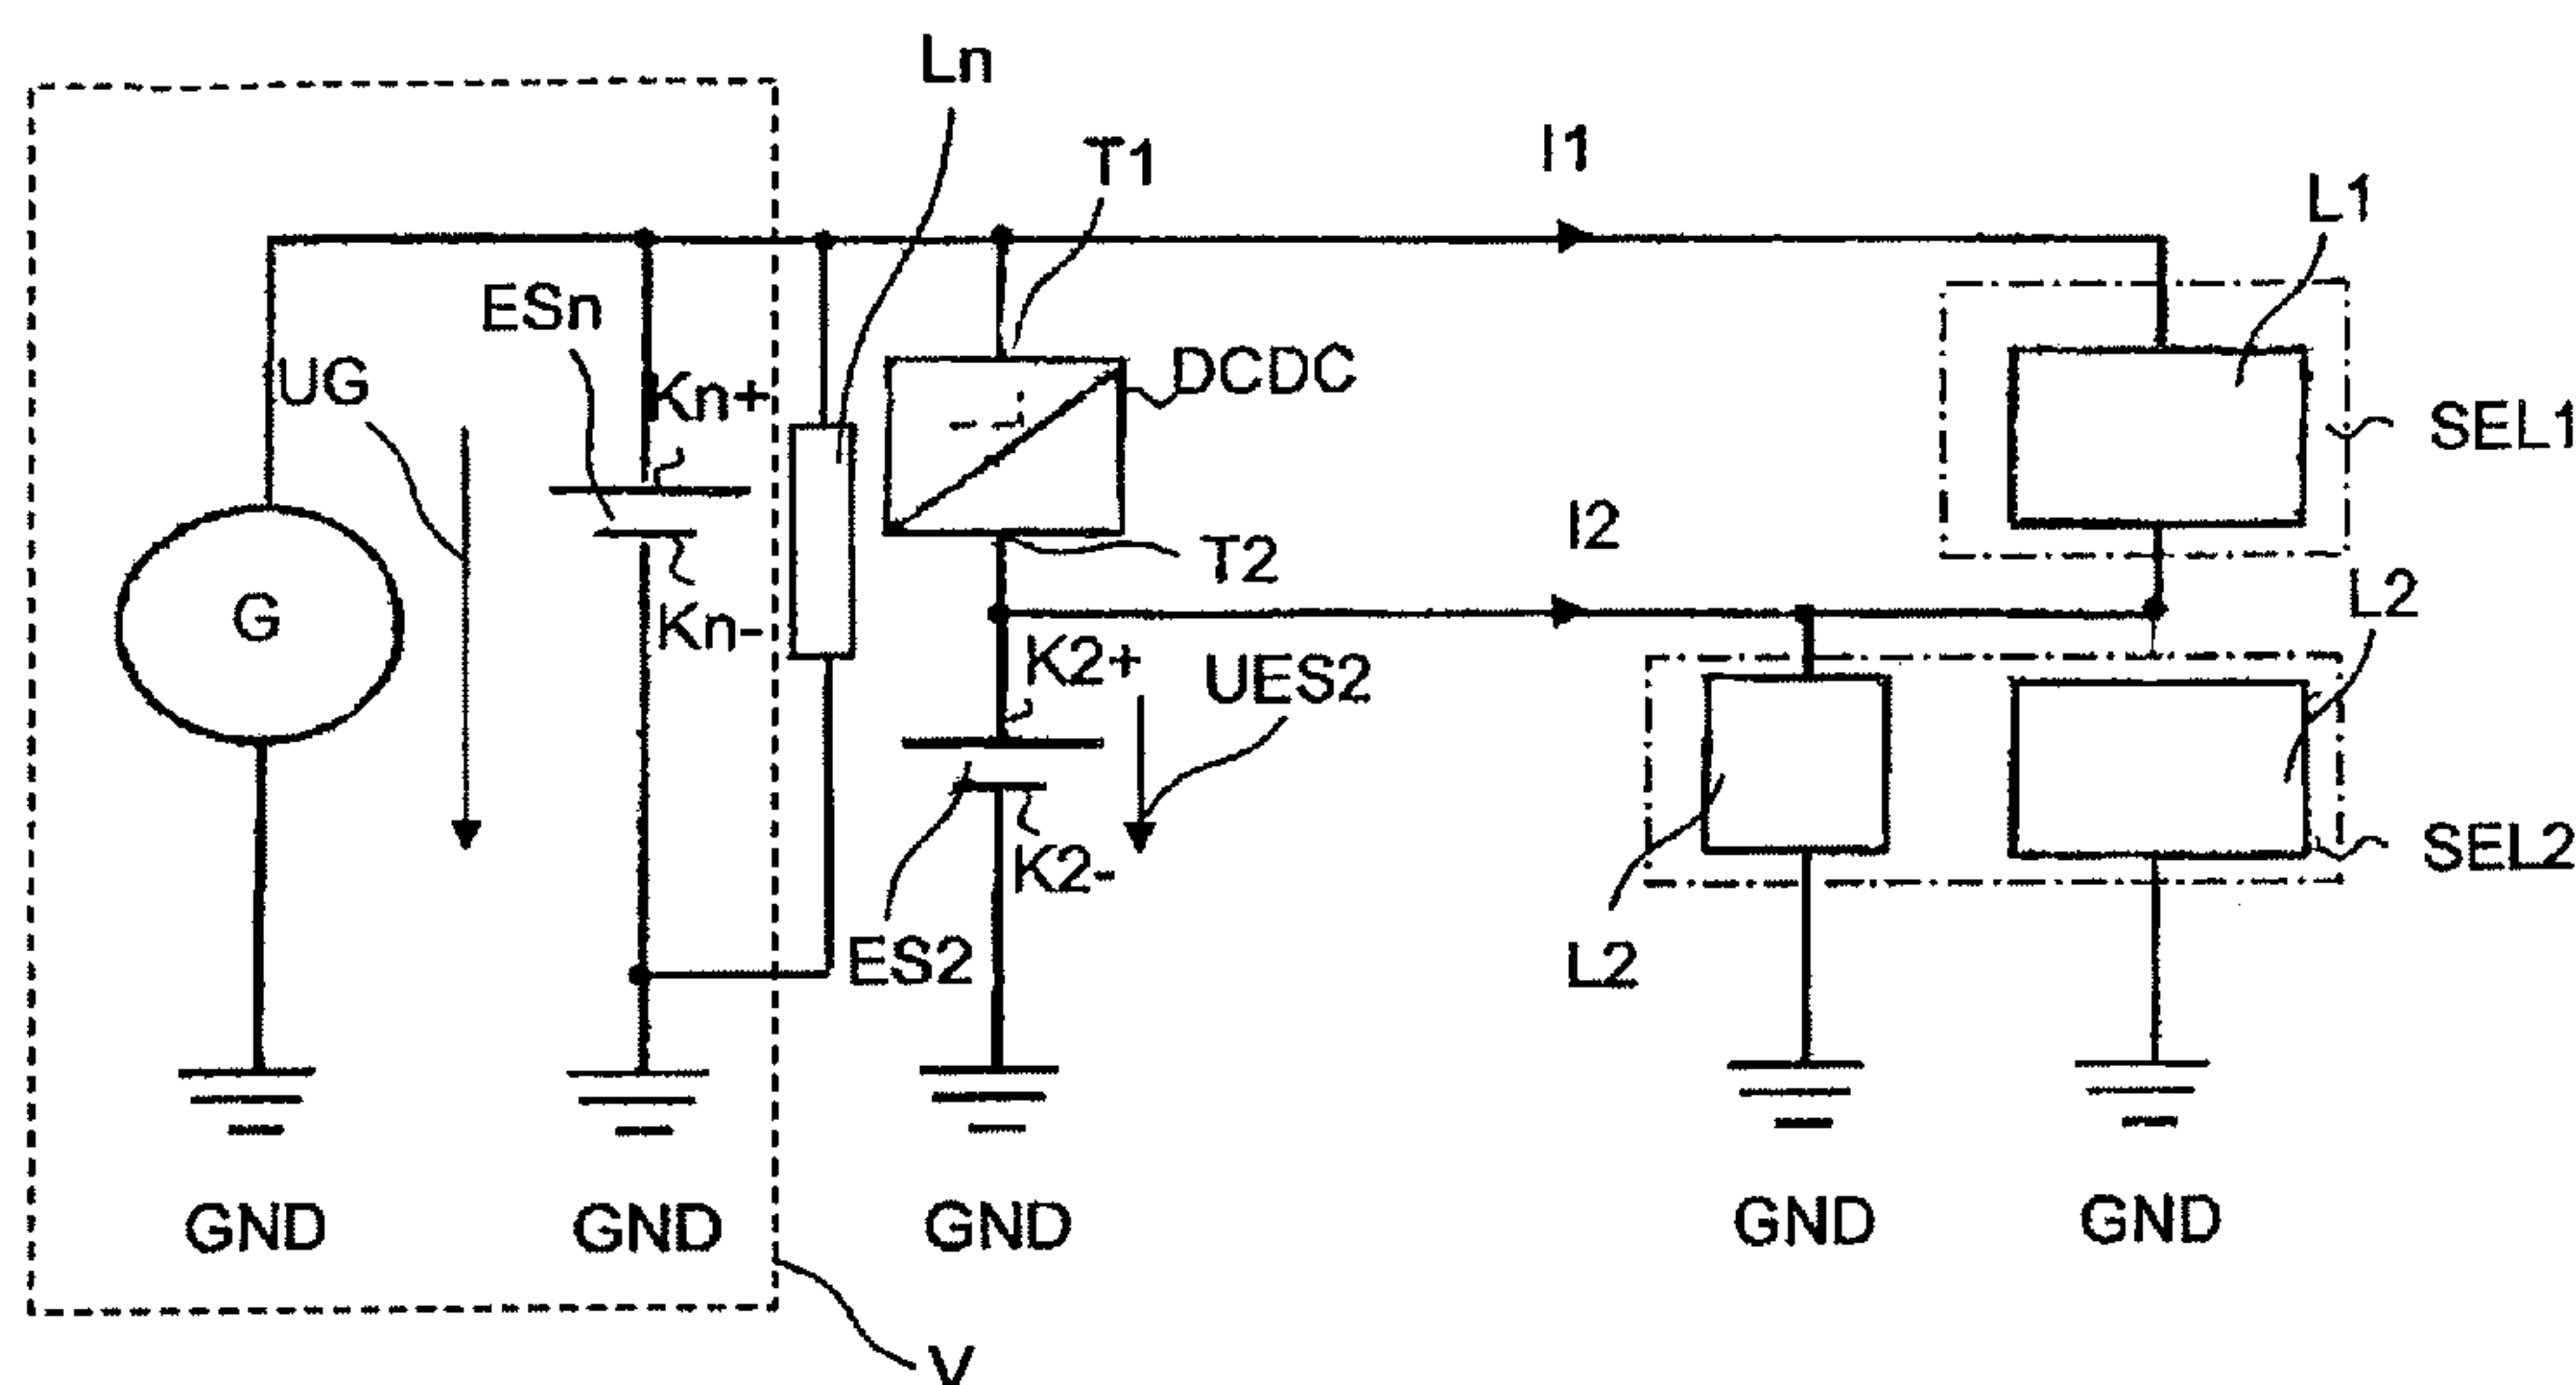 Ln
T1
I1
L1
ESn
UG
Kn+
DCDC
SEL1
I2
T2
G
Kn-
L2
K2+
UES2
K2-
SEL2
ES2
L2
GND
GND
GND
GND
GND
V